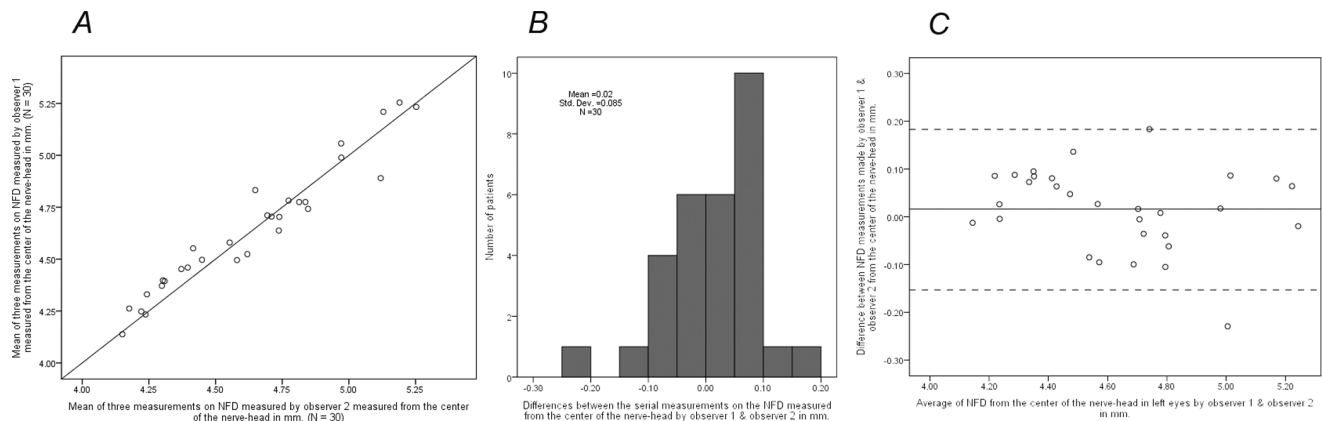 A
Mean of three measurements on NFD measured by observer 1
measured from the center of the nerve-head in mm. (N = 30)
5.25
5.00
4.75
4.50
4.25
4.00
4.00
4.25
4.50
4.75
5.00
5.25
Mean of three measurements on NFD measured by observer 2 measured from the center
of the nerve-head in mm. (N = 30)
B
Number of patients
10
8
6
4
2
0
Mean =0.02
Std. Dev. =0.085
N =30
-0.30
-0.20
-0.10
0.00
0.10
0.20
Differences between the serial measurements on the NFD measured
from the center of the nerve-head by observer 1 & observer 2 in mm.
C
Difference between NFD measurements made by observer 1 &
observer 2 from the center of the nerve-head in mm.
0.30
0.20
0.10
0.00
-0.10
-0.20
-0.30
4.00
4.20
4.40
4.60
4.80
5.00
5.20
Average of NFD from the center of the nerve-head in left eyes by observer 1 & observer 2
in mm.